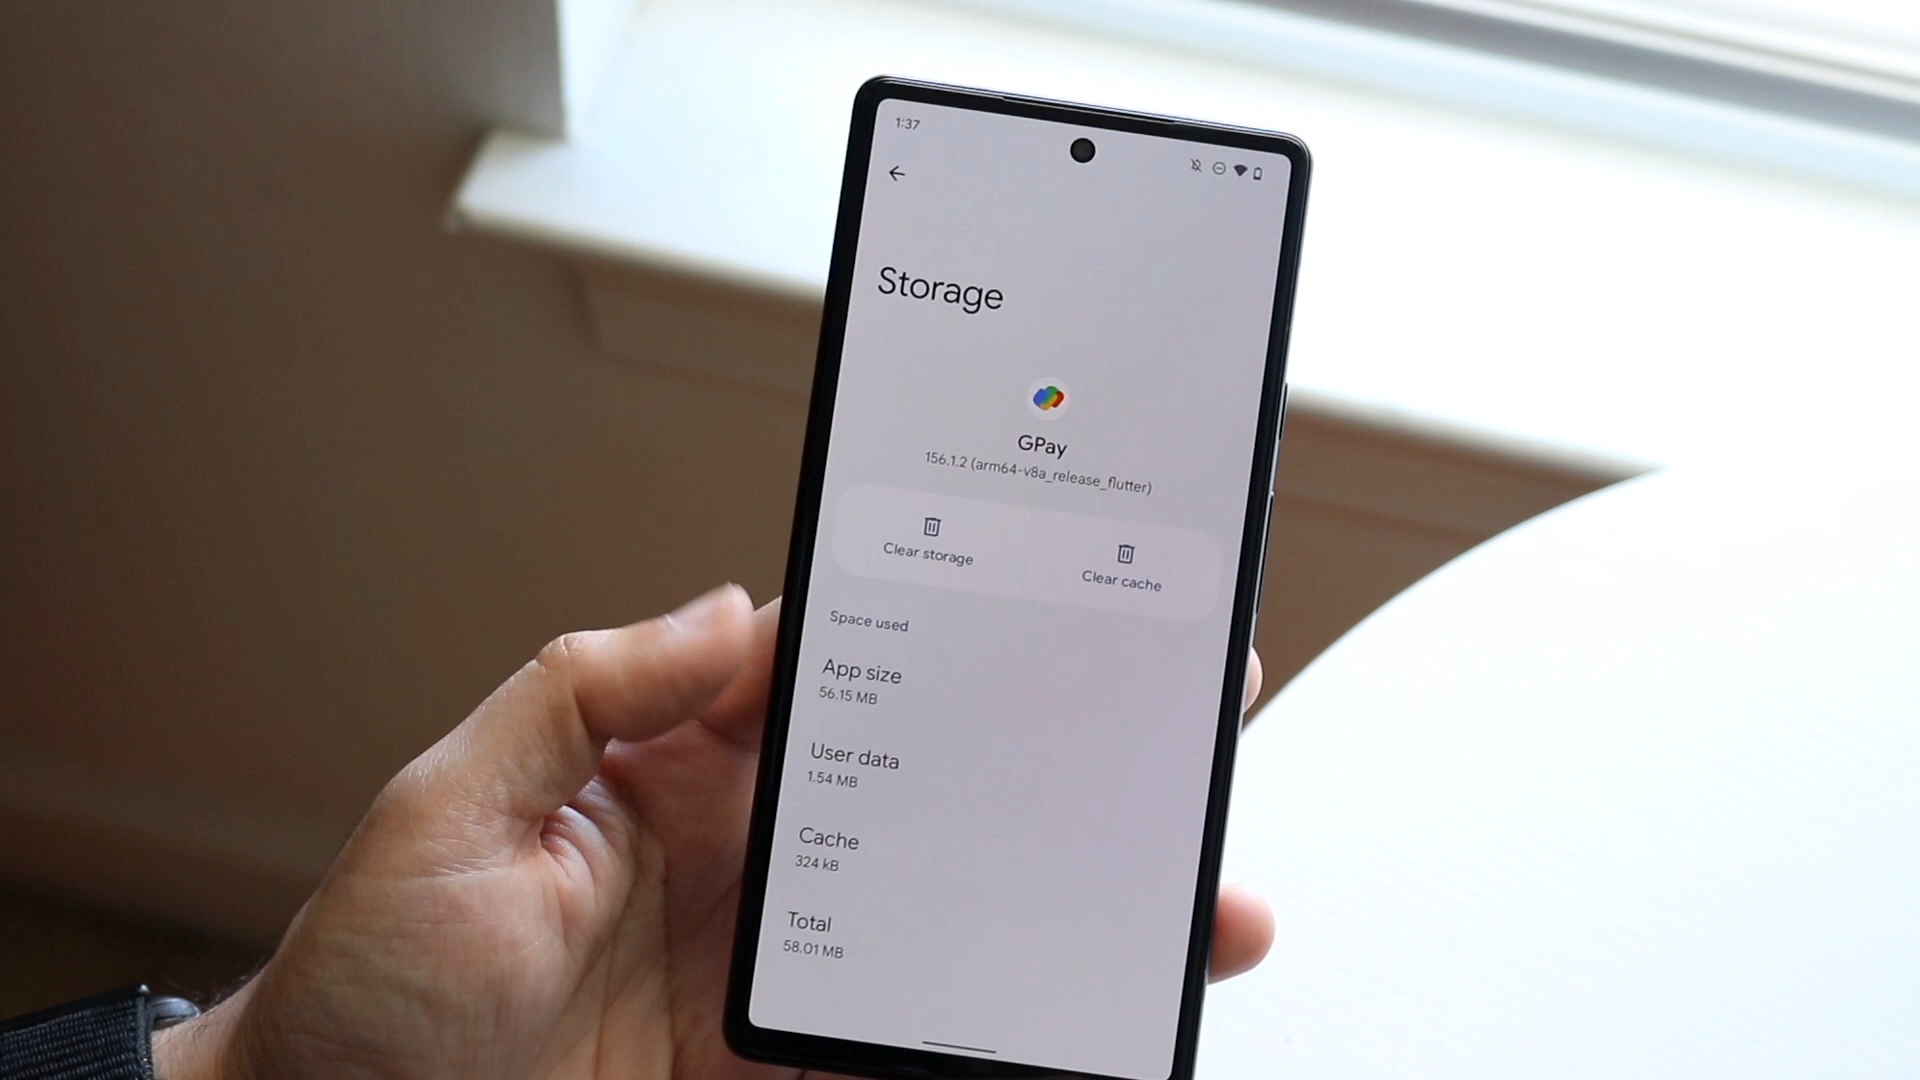 1:37
Storage
GPay
156.1.2 (arm64-v8a_release_flutter)
Clear storage
Clear cache
Space used
App size
56.15 MB
User data
1.54 MB
Cache
324 kB
Total
58.01 MB